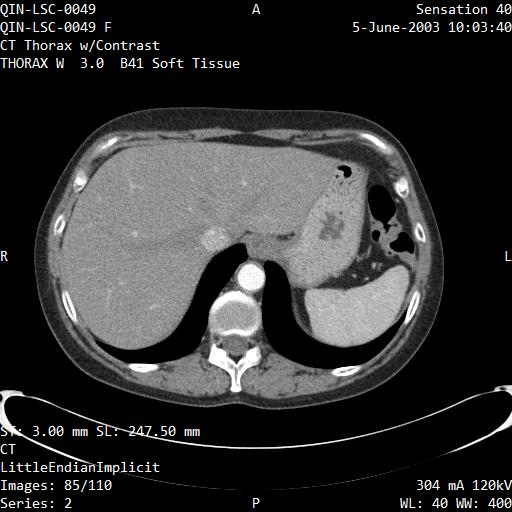 QIN-LSC-0049
A
Sensation 40
QIN-LSC-0049 F
5-June-2003 10:03:40
CT Thorax w/Contrast
THORAX W 3.0 B41 Soft Tissue
R
L
ST: 3.00 mm SL: 247.50 mm
CT
LittleEndianImplicit
Images: 85/110
304 mA 120kV
Series: 2
P
WL: 40 WW: 400